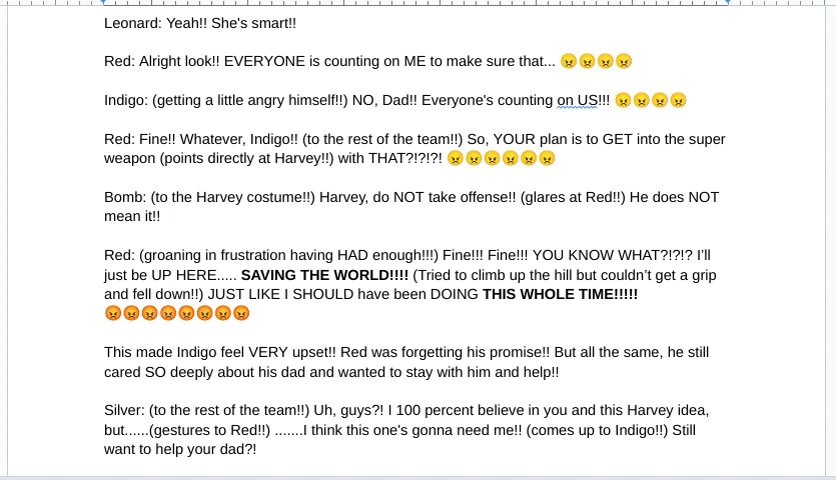 Leonard: Yeah!! She's smart!!
Red: Alright look!! EVERYONE is counting on ME to make sure that... 😠😠😠😠
Indigo: (getting a little angry himself!!) NO, Dad!! Everyone's counting on US!!! 😠😠😠😠
Red: Fine!! Whatever, Indigo!! (to the rest of the team!!) So, YOUR plan is to GET into the super
weapon (points directly at Harvey!!) with THAT?!?!?! 😠😠😠😠😠😠
Bomb: (to the Harvey costume!!) Harvey, do NOT take offense!! (glares at Red!!) He does NOT
mean it!!
Red: (groaning in frustration having HAD enough!!!) Fine!!! Fine!!! YOU KNOW WHAT?!?!? I'll
just be UP HERE..... SAVING THE WORLD!!!! (Tried to climb up the hill but couldn't get a grip
and fell down!!) JUST LIKE I SHOULD have been DOING THIS WHOLE TIME!!!!!
😡😡😡😡😡😡😡😡
This made Indigo feel VERY upset!! Red was forgetting his promise!! But all the same, he still
cared SO deeply about his dad and wanted to stay with him and help!!
Silver: (to the rest of the team!!) Uh, guys?! I 100 percent believe in you and this Harvey idea,
but......(gestures to Red!!) .......I think this one's gonna need me!! (comes up to Indigo!!) Still
want to help your dad?!